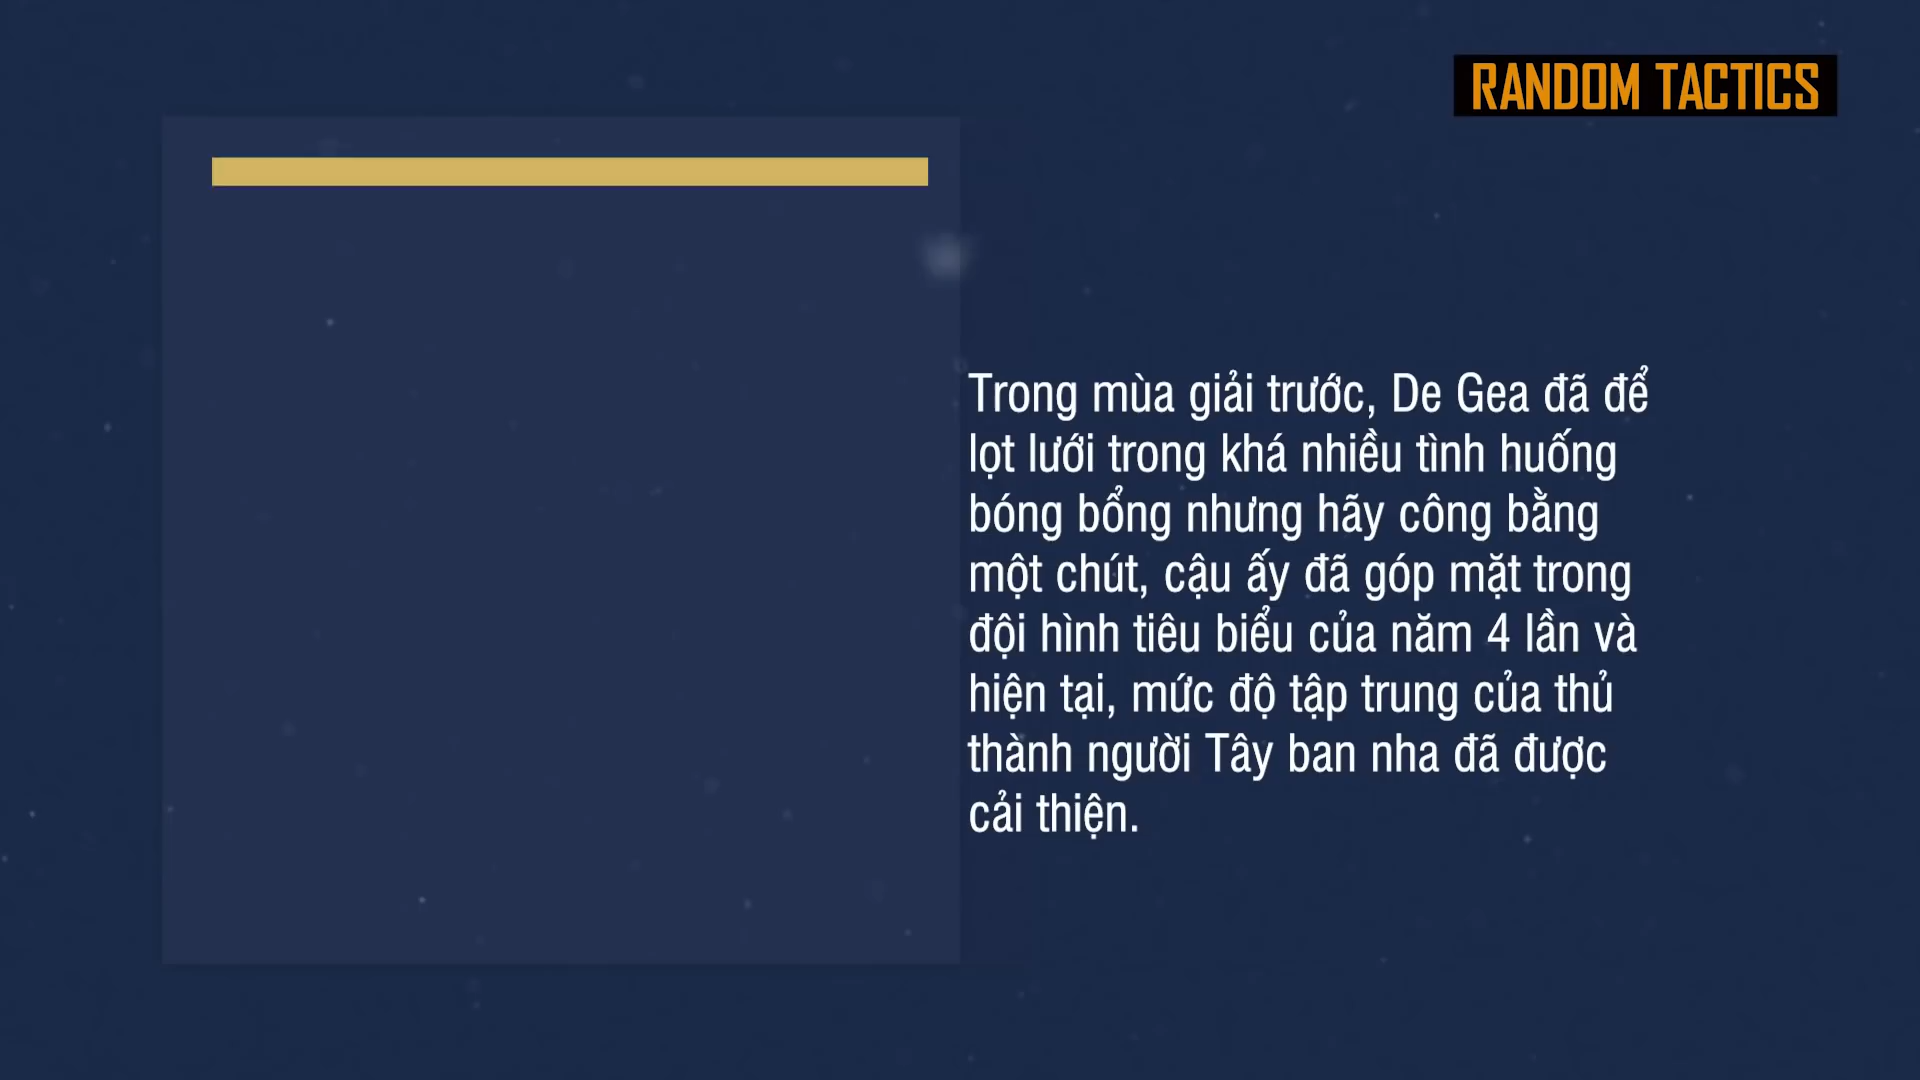 RANDOM TACTICS
Trong mùa giải trước, De Gea đã để
lọt lưới trong khá nhiều tình huống
bóng bổng nhưng hãy công bằng
một chút, cậu ấy đã góp mặt trong
đội hình tiêu biểu của năm 4 lần và
hiện tại, mức độ tập trung của thủ
thành người Tây ban nha đã được
cải thiện.